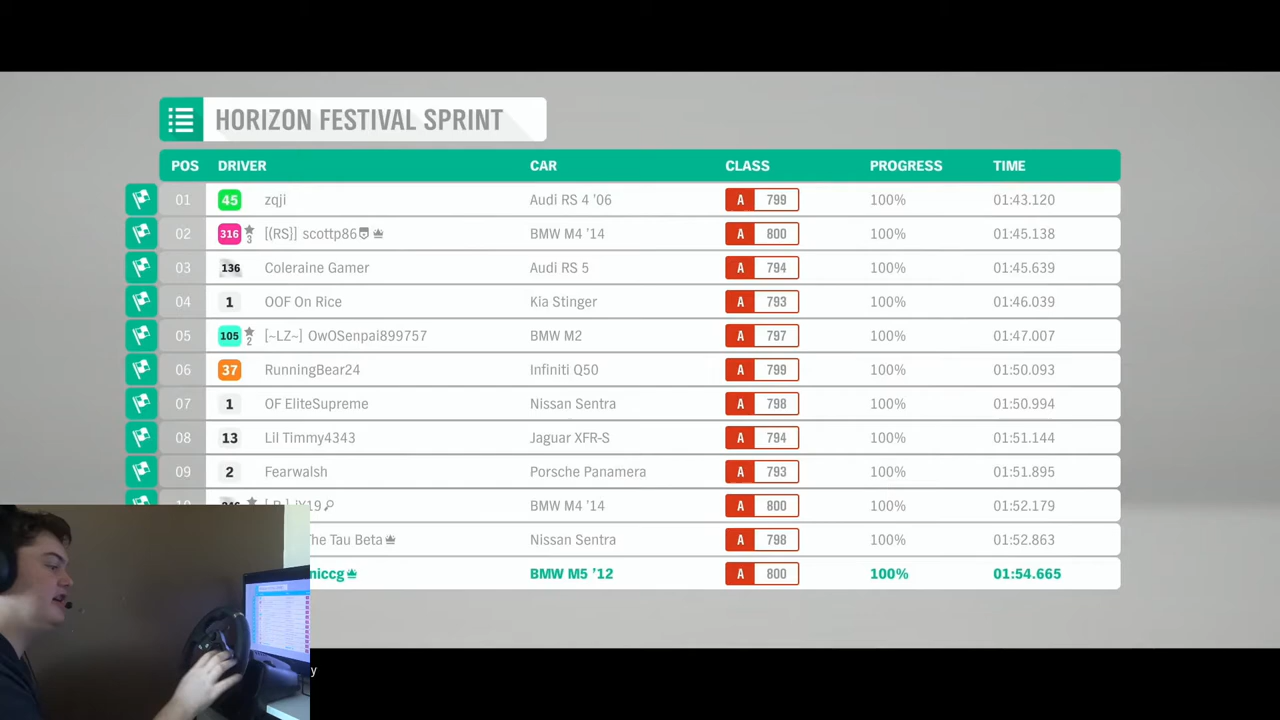 HORIZON FESTIVAL SPRINT
POS DRIVER CAR CLASS PROGRESS TIME
01 45 zqji Audi RS 4 '06 A 799 100% 01:43.120
02 316 3 [(RS)] scottp86 BMW M4 '14 A 800 100% 01:45.138
03 136 Coleraine Gamer Audi RS 5 A 794 100% 01:45.639
04 1 OOF On Rice Kia Stinger A 793 100% 01:46.039
05 105 2 [~LZ~] OwOSenpai899757 BMW M2 A 797 100% 01:47.007
06 37 RunningBear24 Infiniti Q50 A 799 100% 01:50.093
07 1 OF EliteSupreme Nissan Sentra A 798 100% 01:50.994
08 13 Lil Timmy4343 Jaguar XFR-S A 794 100% 01:51.144
09 2 Fearwalsh Porsche Panamera A 793 100% 01:51.895
BMW M4 '14 A 800 100% 01:52.179
The Tau Beta Nissan Sentra A 798 100% 01:52.863
niccg BMW M5 '12 A 800 100% 01:54.665
y